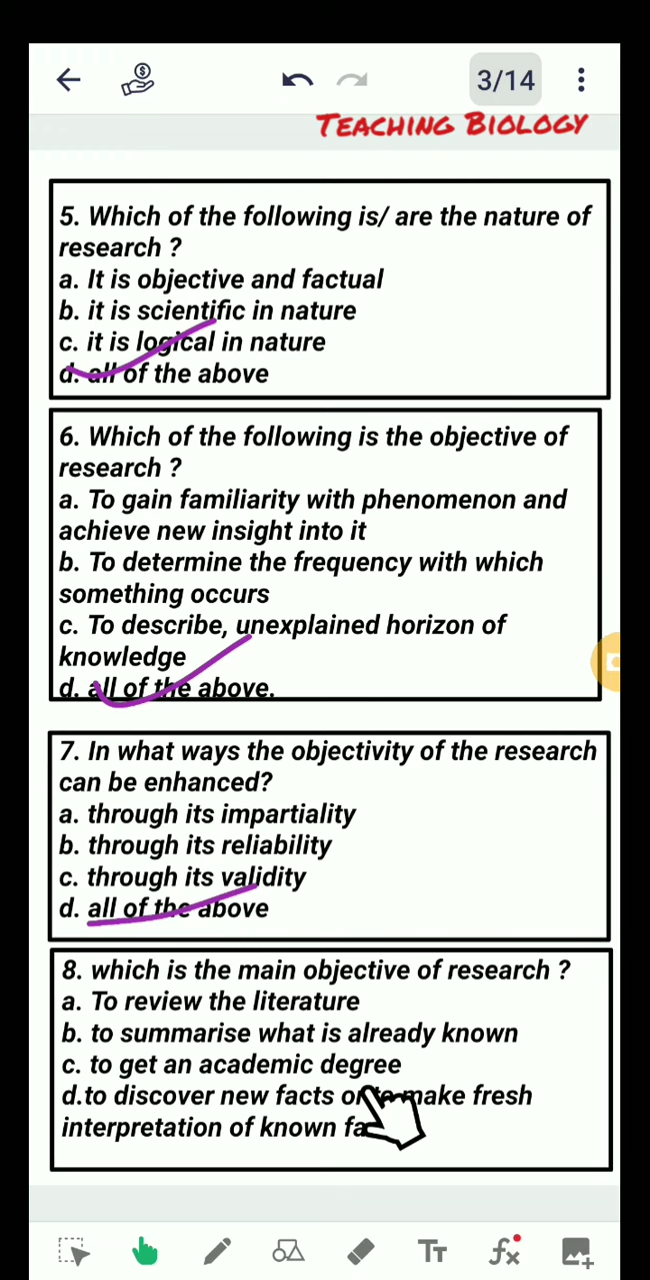 3/14
TEACHING BIOLOGY
5. Which of the following is/ are the nature of
research ?
a. It is objective and factual
b. it is scientific in nature
c. it is logical in nature
d. all of the above
6. Which of the following is the objective of
research ?
a. To gain familiarity with phenomenon and
achieve new insight into it
b. To determine the frequency with which
something occurs
c. To describe, unexplained horizon of
knowledge
d. all of the above.
7. In what ways the objectivity of the research
can be enhanced?
a. through its impartiality
b. through its reliability
c. through its validity
d. all of the above
8. which is the main objective of research ?
a. To review the literature
b. to summarise what is already known
c. to get an academic degree
d.to discover new facts or to make fresh
interpretation of known
TT
fx